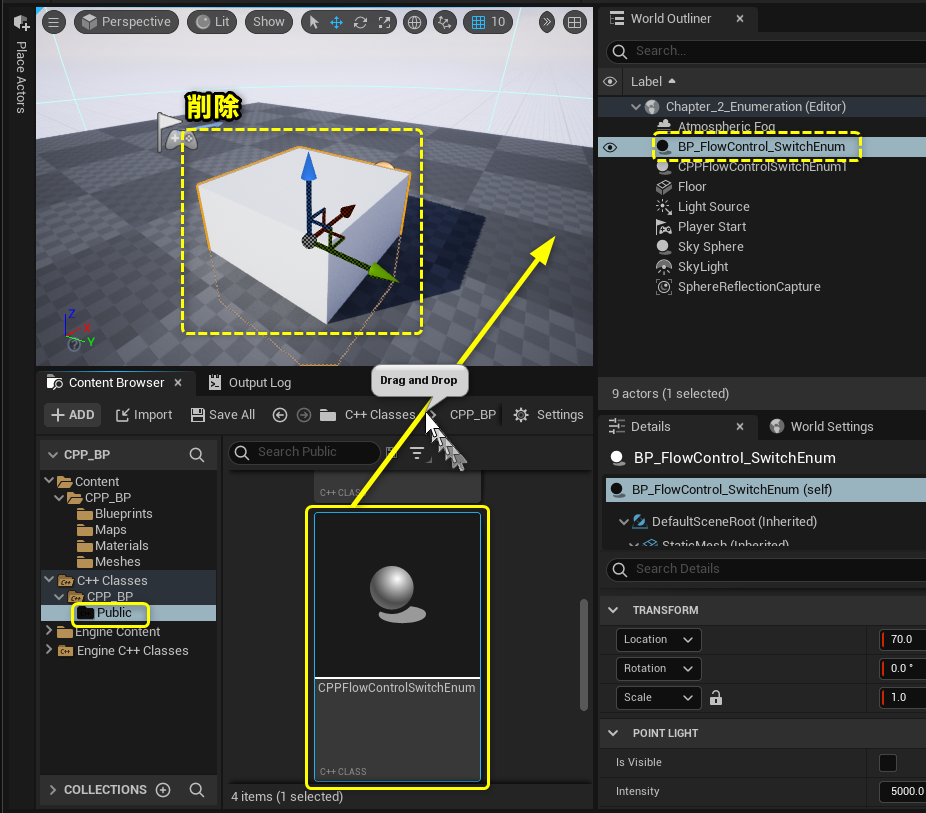 Place Actors
Perspective
Lit
Show
10
削除
Z
X
Y
World Outliner
Search...
Label
Chapter_2_Enumeration (Editor)
Atmospheric Fog
BP_FlowControl_SwitchEnum
CPPFlowControlSwitchEnum1
Floor
Light Source
Player Start
Sky Sphere
SkyLight
SphereReflectionCapture
9 actors (1 selected)
Content Browser
Output Log
Drag and Drop
ADD
Import
Save All
C++ Classes
CPP_BP
Settings
CPP_BP
Content
CPP_BP
Blueprints
Maps
Materials
Meshes
C++ Classes
CPP_BP
Public
Engine Content
Engine C++ Classes
COLLECTIONS
Search Public
C++ CLASS
CPPFlowControlSwitchEnum
C++ CLASS
4 items (1 selected)
Details
World Settings
BP_FlowControl_SwitchEnum
BP_FlowControl_SwitchEnum (self)
DefaultSceneRoot (Inherited)
StaticMesh (Inherited)
Search Details
TRANSFORM
Location
70.0
Rotation
0.0 °
Scale
1.0
POINT LIGHT
Is Visible
Intensity
5000.0